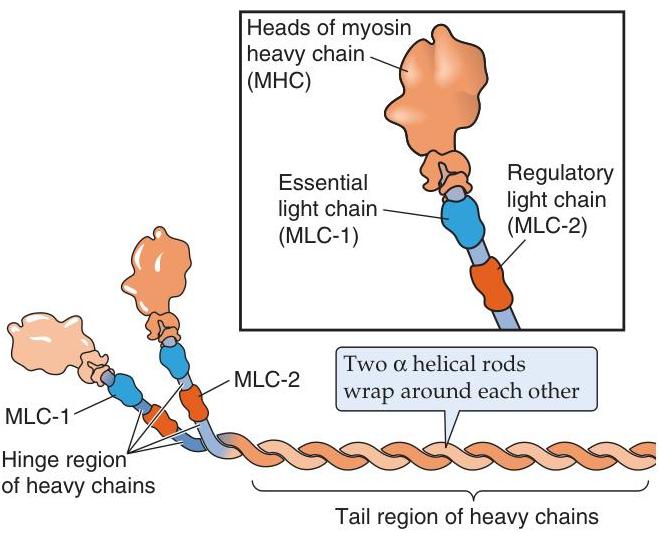 Heads of myosin
heavy chain
(MHC)
Essential
light chain
(MLC-1)
Regulatory
light chain
(MLC-2)
Two α helical rods
wrap around each other
MLC-2
MLC-1
Hinge region
of heavy chains
Tail region of heavy chains